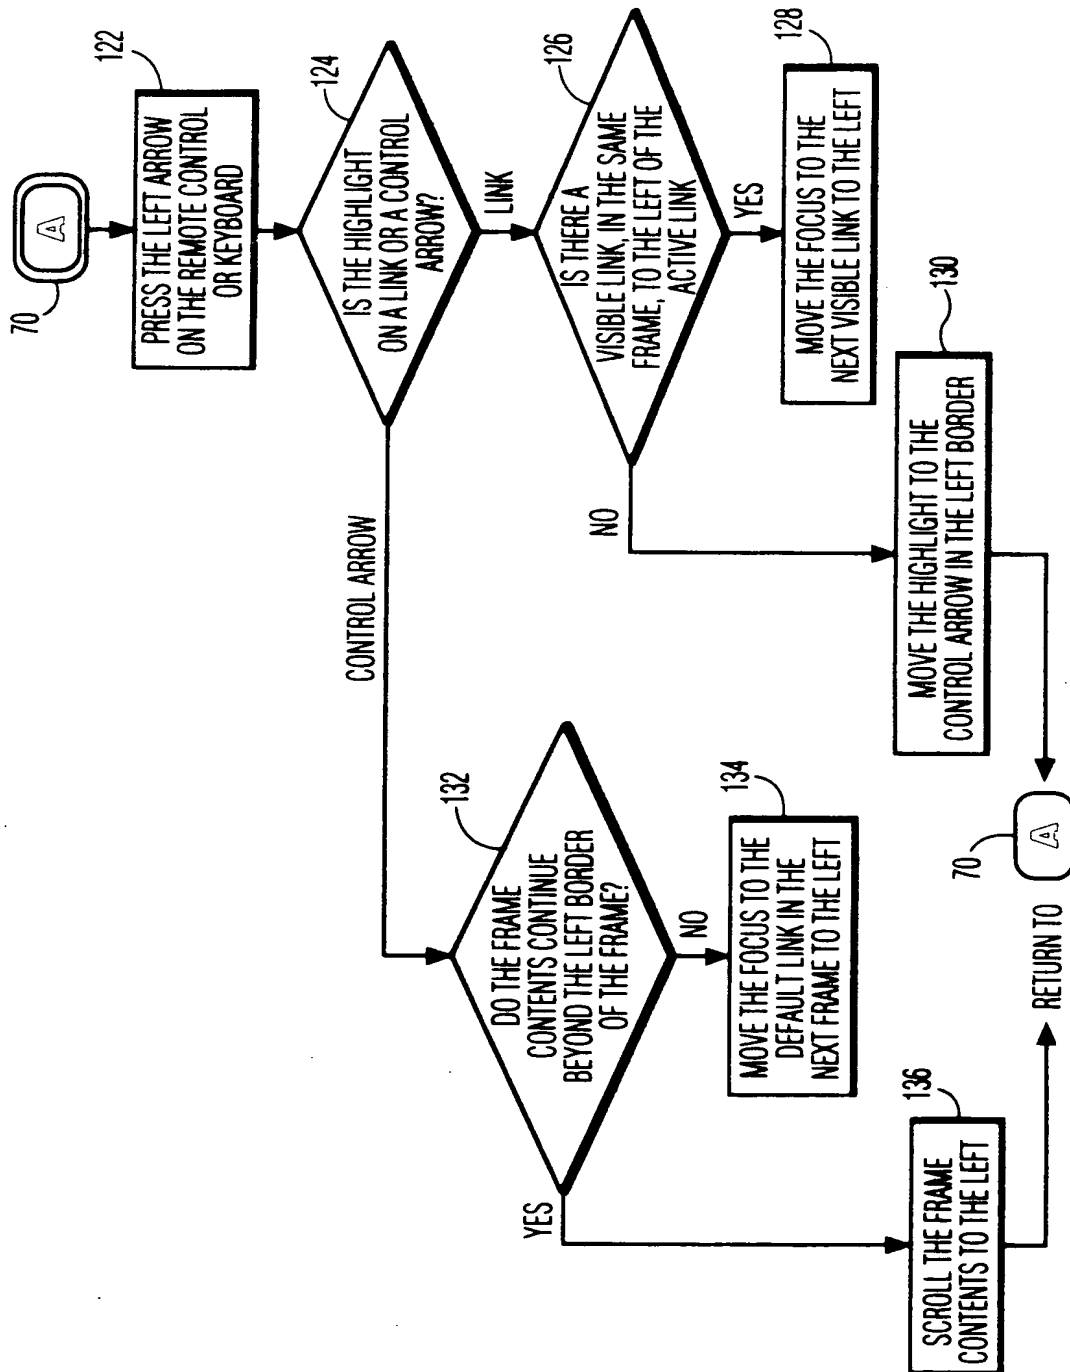 70
A
122
PRESS THE LEFT ARROW
ON THE REMOTE CONTROL
OR KEYBOARD
124
IS THE HIGHLIGHT
ON A LINK OR A CONTROL
ARROW?
LINK
CONTROL ARROW
126
IS THERE A
VISIBLE LINK, IN THE SAME
FRAME, TO THE LEFT OF THE
ACTIVE LINK
YES
NO
128
MOVE THE FOCUS TO THE
NEXT VISIBLE LINK TO THE LEFT
130
MOVE THE HIGHLIGHT TO THE
CONTROL ARROW IN THE LEFT BORDER
132
DO THE FRAME
CONTENTS CONTINUE
BEYOND THE LEFT BORDER
OF THE FRAME?
NO
YES
134
MOVE THE FOCUS TO THE
DEFAULT LINK IN THE
NEXT FRAME TO THE LEFT
136
SCROLL THE FRAME
CONTENTS TO THE LEFT
RETURN TO
70
A